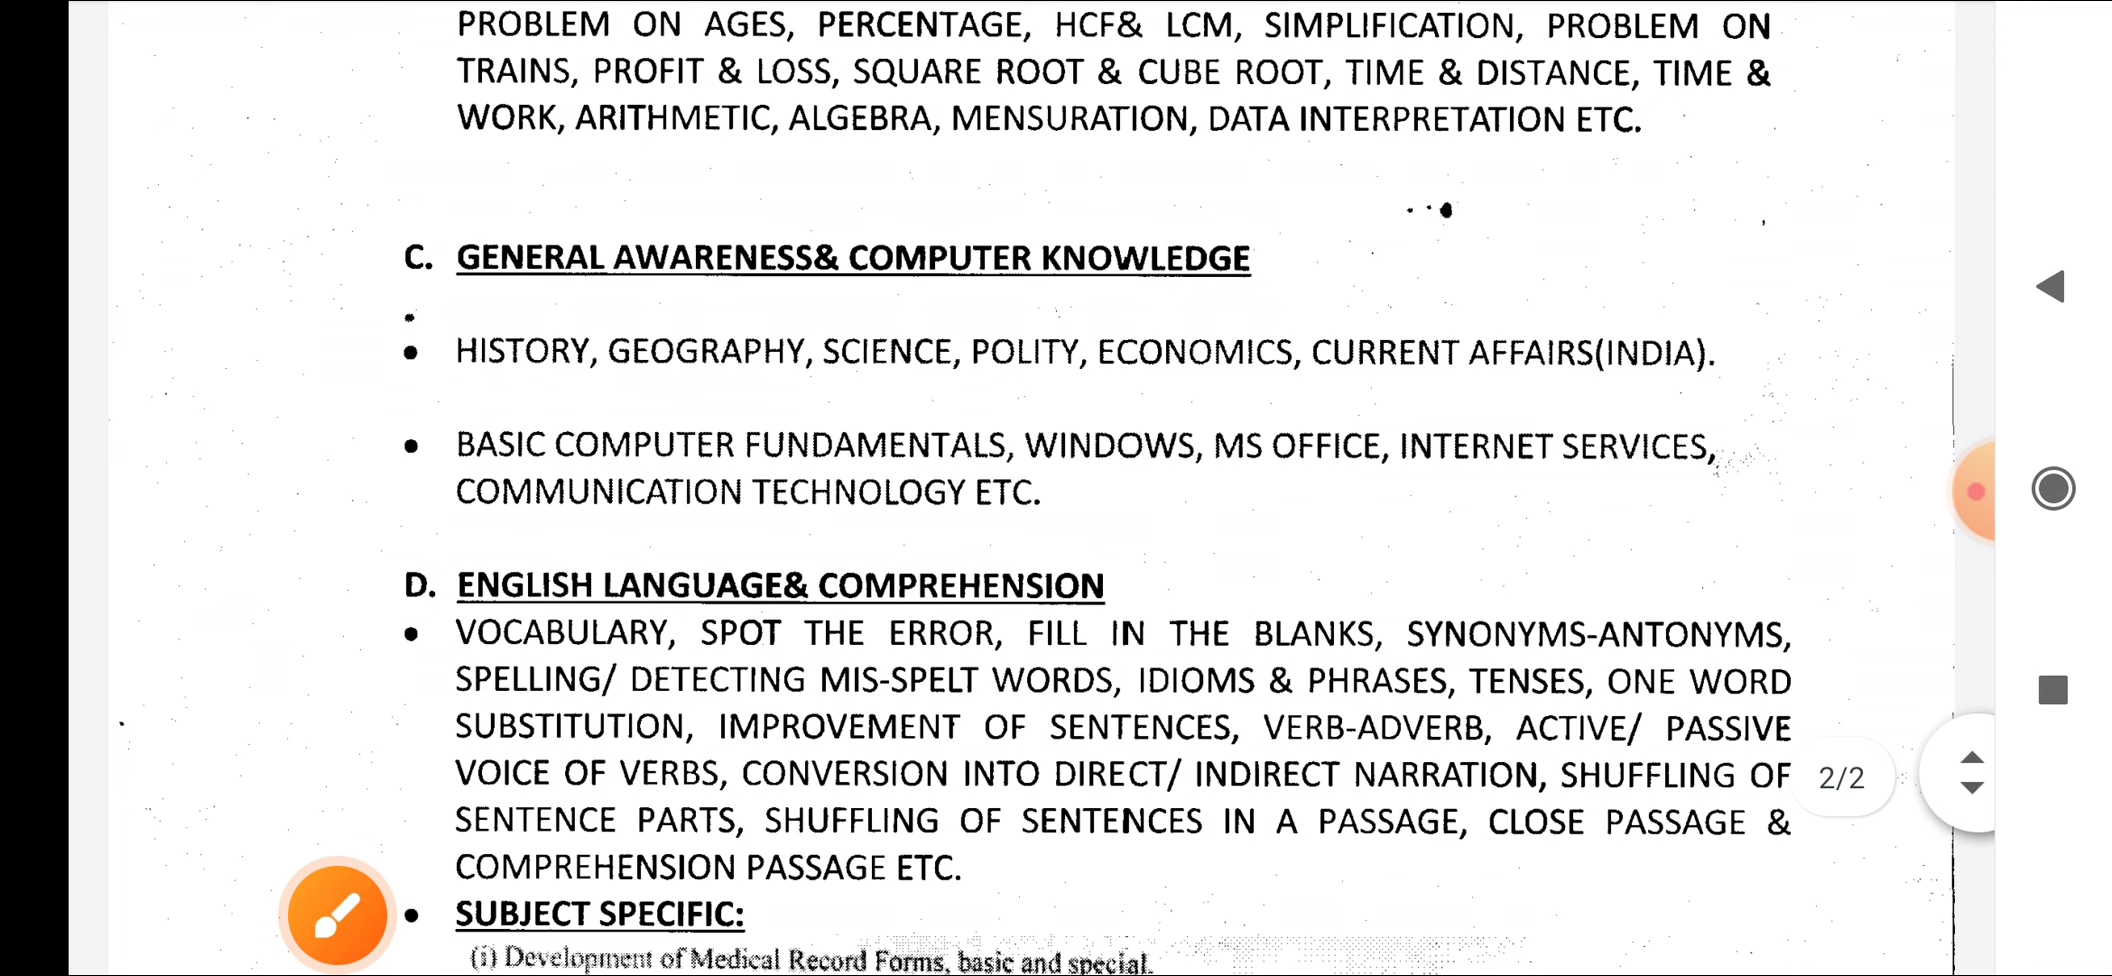 PROBLEM ON AGES, PERCENTAGE, HCF& LCM, SIMPLIFICATION, PROBLEM ON
TRAINS, PROFIT & LOSS, SQUARE ROOT & CUBE ROOT, TIME & DISTANCE, TIME &
WORK, ARITHMETIC, ALGEBRA, MENSURATION, DATA INTERPRETATION ETC.
C. GENERAL AWARENESS& COMPUTER KNOWLEDGE
• HISTORY, GEOGRAPHY, SCIENCE, POLITY, ECONOMICS, CURRENT AFFAIRS(INDIA).
• BASIC COMPUTER FUNDAMENTALS, WINDOWS, MS OFFICE, INTERNET SERVICES,
COMMUNICATION TECHNOLOGY ETC.
D. ENGLISH LANGUAGE& COMPREHENSION
• VOCABULARY, SPOT THE ERROR, FILL IN THE BLANKS, SYNONYMS-ANTONYMS,
SPELLING/ DETECTING MIS-SPELT WORDS, IDIOMS & PHRASES, TENSES, ONE WORD
SUBSTITUTION, IMPROVEMENT OF SENTENCES, VERB-ADVERB, ACTIVE/ PASSIVE
VOICE OF VERBS, CONVERSION INTO DIRECT/ INDIRECT NARRATION, SHUFFLING OF
SENTENCE PARTS, SHUFFLING OF SENTENCES IN A PASSAGE, CLOSE PASSAGE &
COMPREHENSION PASSAGE ETC.
• SUBJECT SPECIFIC:
(i) Development of Medical Record Forms, basic and special.
2/2